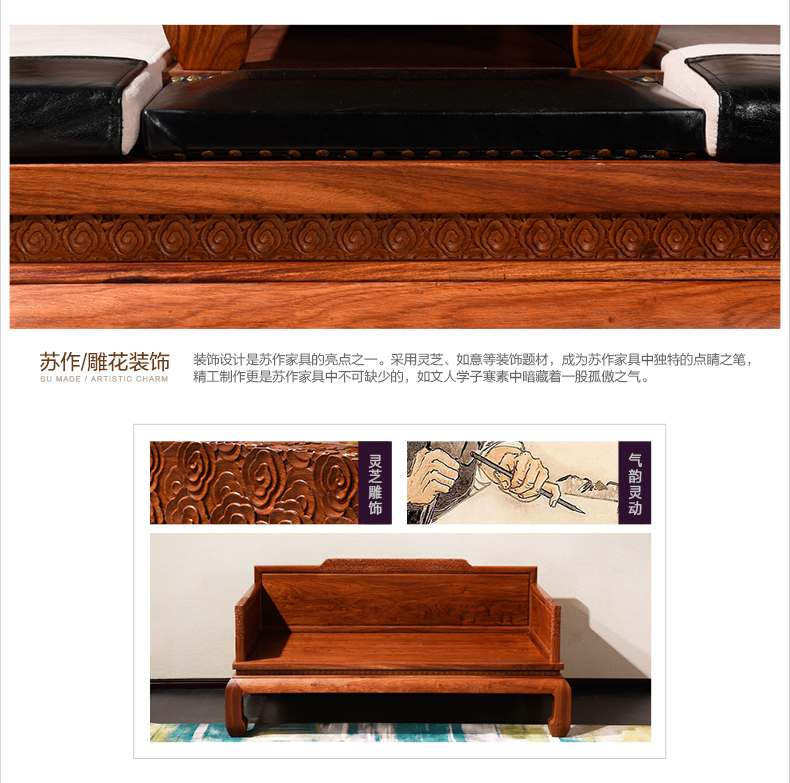 苏作/雕花装饰
SU MADE / ARTISTIC CHARM
装饰设计是苏作家具的亮点之一。采用灵芝、如意等装饰题材，成为苏作家具中独特的点睛之笔，
精工制作更是苏作家具中不可缺少的，如文人学子寒素中暗藏着一股孤傲之气。
灵芝雕饰
气韵灵动